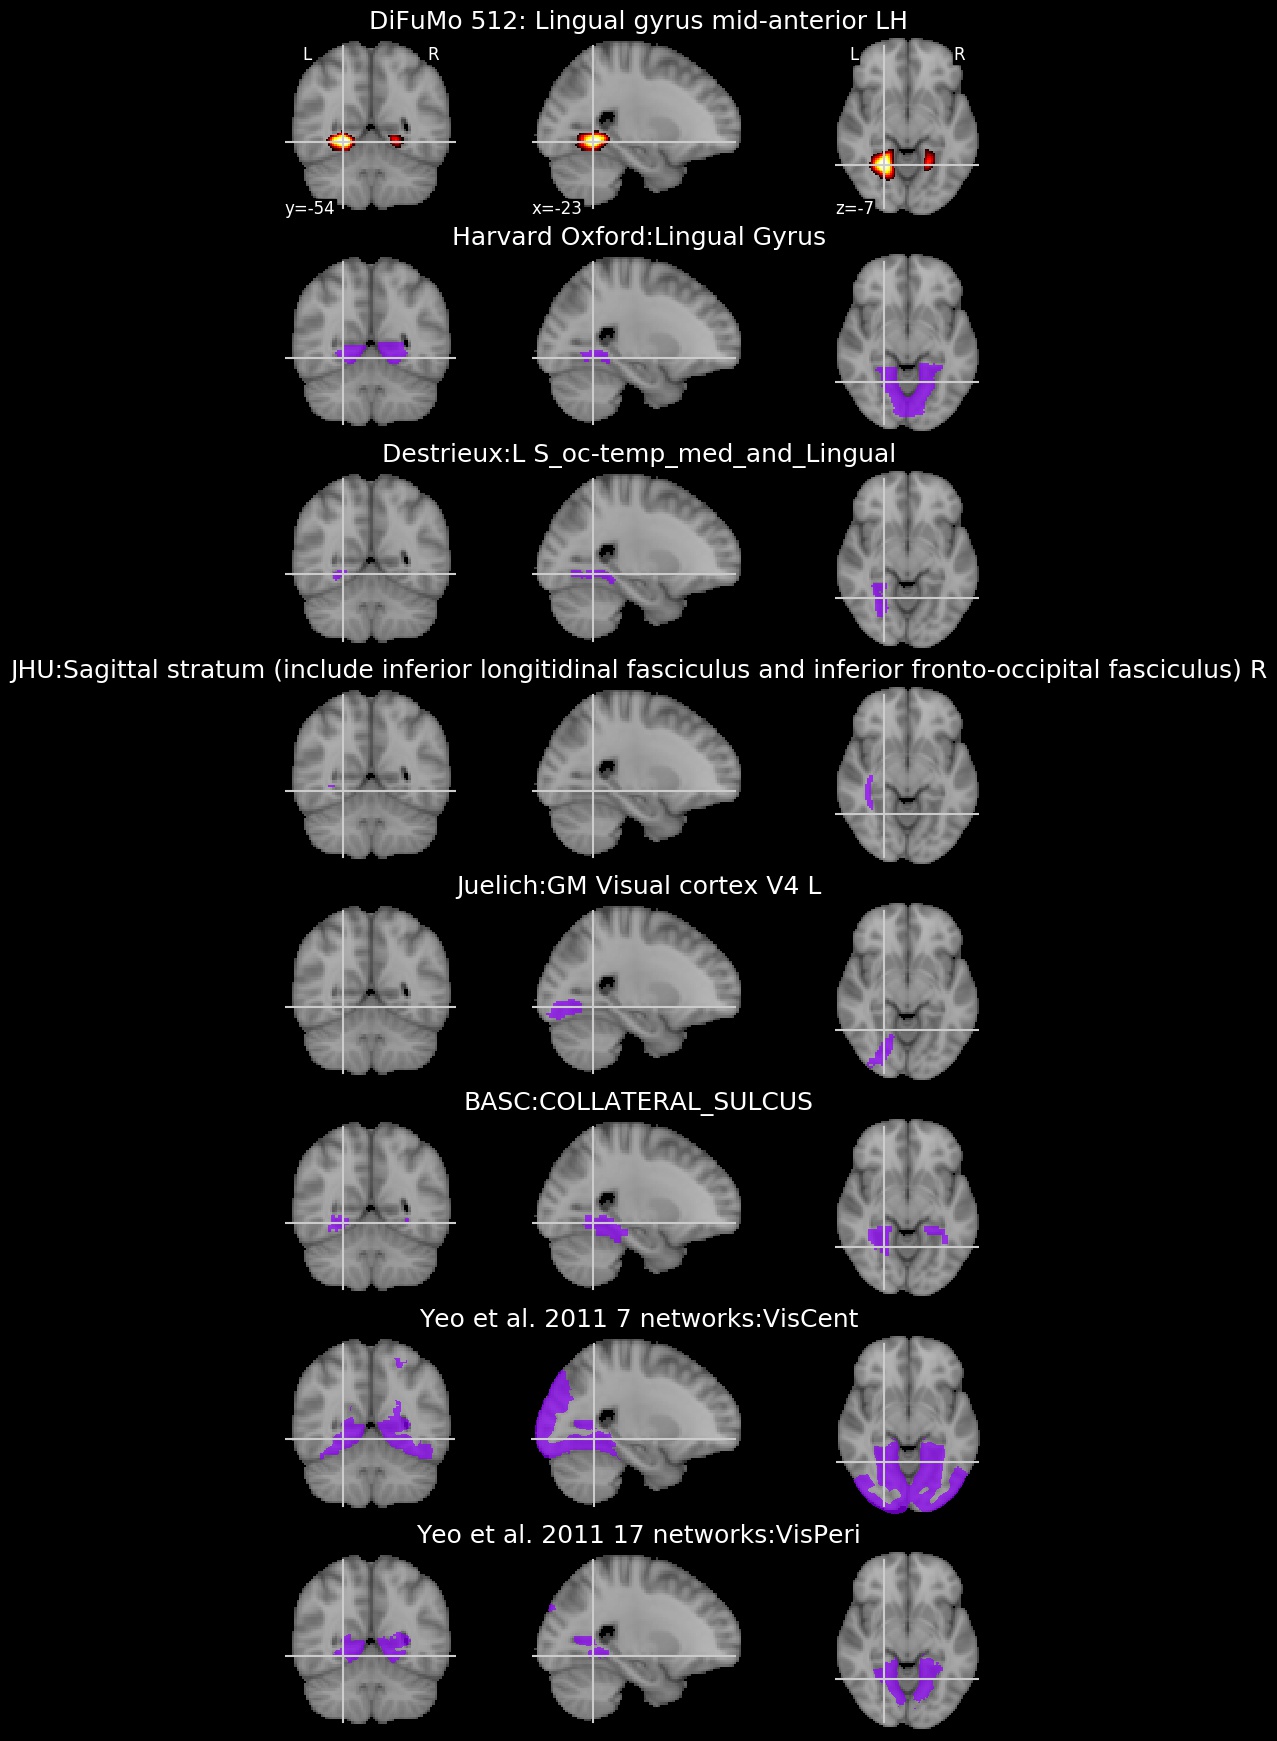 DiFuMo 512: Lingual gyrus mid-anterior LH
L R L R
y=-54 x=-23 z=-7
Harvard Oxford:Lingual Gyrus
Destrieux:L S_oc-temp_med_and_Lingual
JHU:Sagittal stratum (include inferior longitidinal fasciculus and inferior fronto-occipital fasciculus) R
Juelich:GM Visual cortex V4 L
BASC:COLLATERAL_SULCUS
Yeo et al. 2011 7 networks:VisCent
Yeo et al. 2011 17 networks:VisPeri